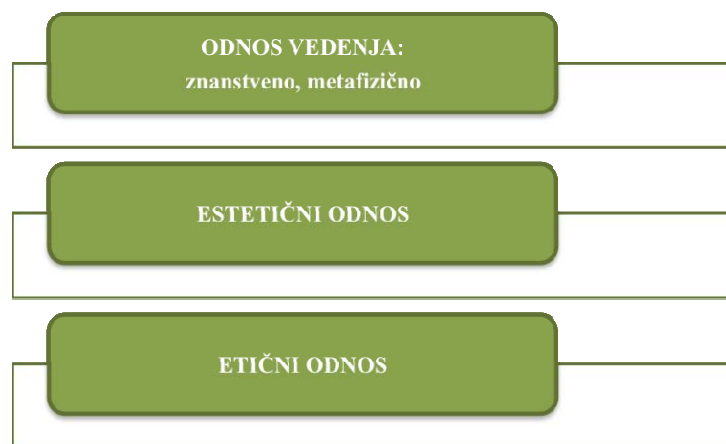 ODNOS VEDENJA:
znanstveno, metafizično
ESTETIČNI ODNOS
ETIČNI ODNOS